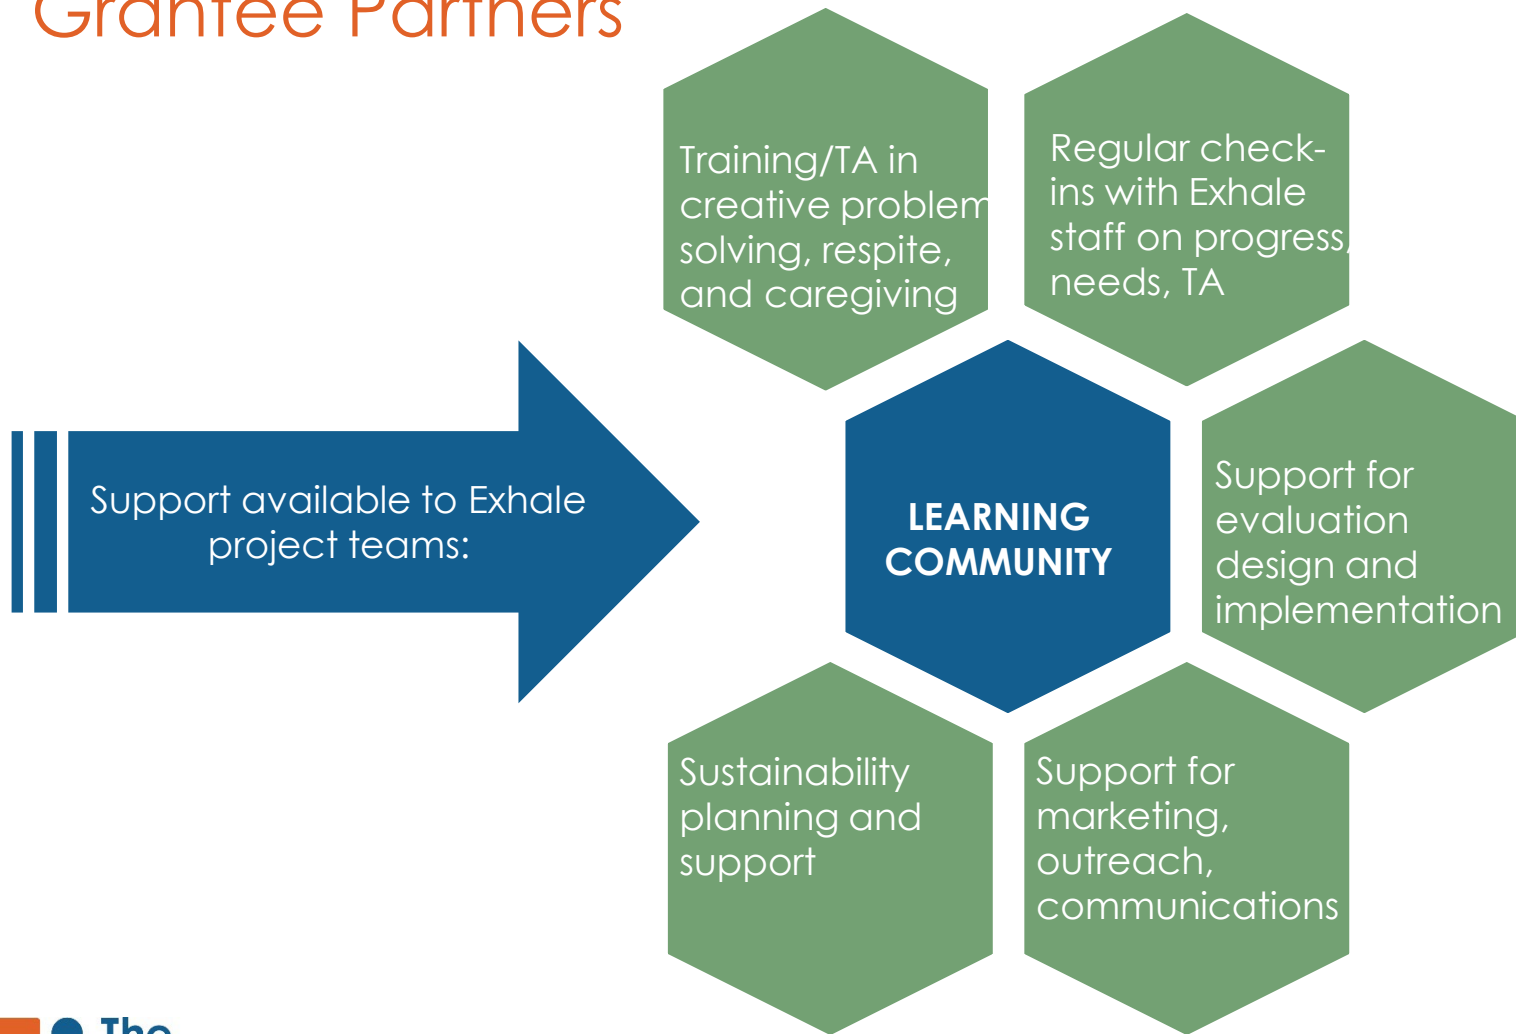 Grantee Partners
Training/TA in
creative problem
solving, respite,
and caregiving
Regular check-
ins with Exhale
staff on progress,
needs, TA
Support available to Exhale
project teams:
LEARNING
COMMUNITY
Support for
evaluation
design and
implementation
Sustainability
planning and
support
Support for
marketing,
outreach,
communications
The